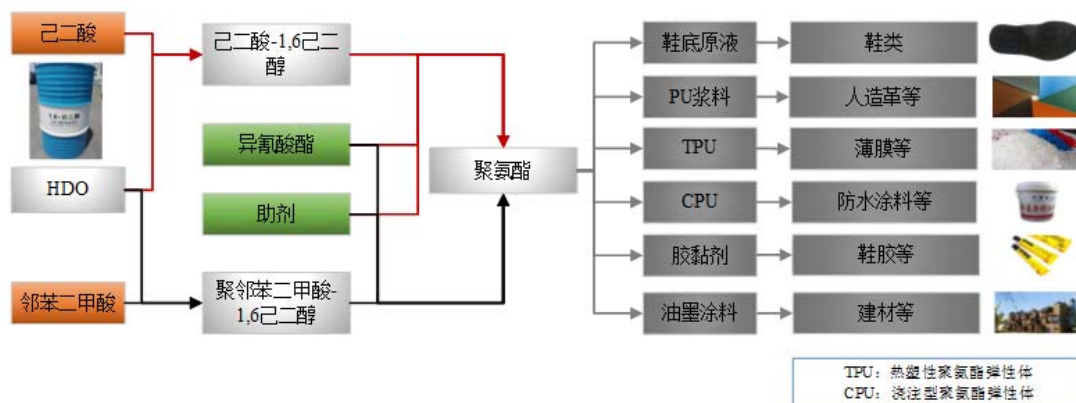 己二酸
HDO
邻苯二甲酸
己二酸-1,6己二
醇
异氰酸酯
助剂
聚邻苯二甲酸-
1,6己二醇
聚氨酯
鞋底原液
鞋类
PU浆料
人造革等
TPU
薄膜等
CPU
防水涂料等
胶黏剂
鞋胶等
油墨涂料
建材等
TPU：热塑性聚氨酯弹性体
CPU：浇注型聚氨酯弹性体